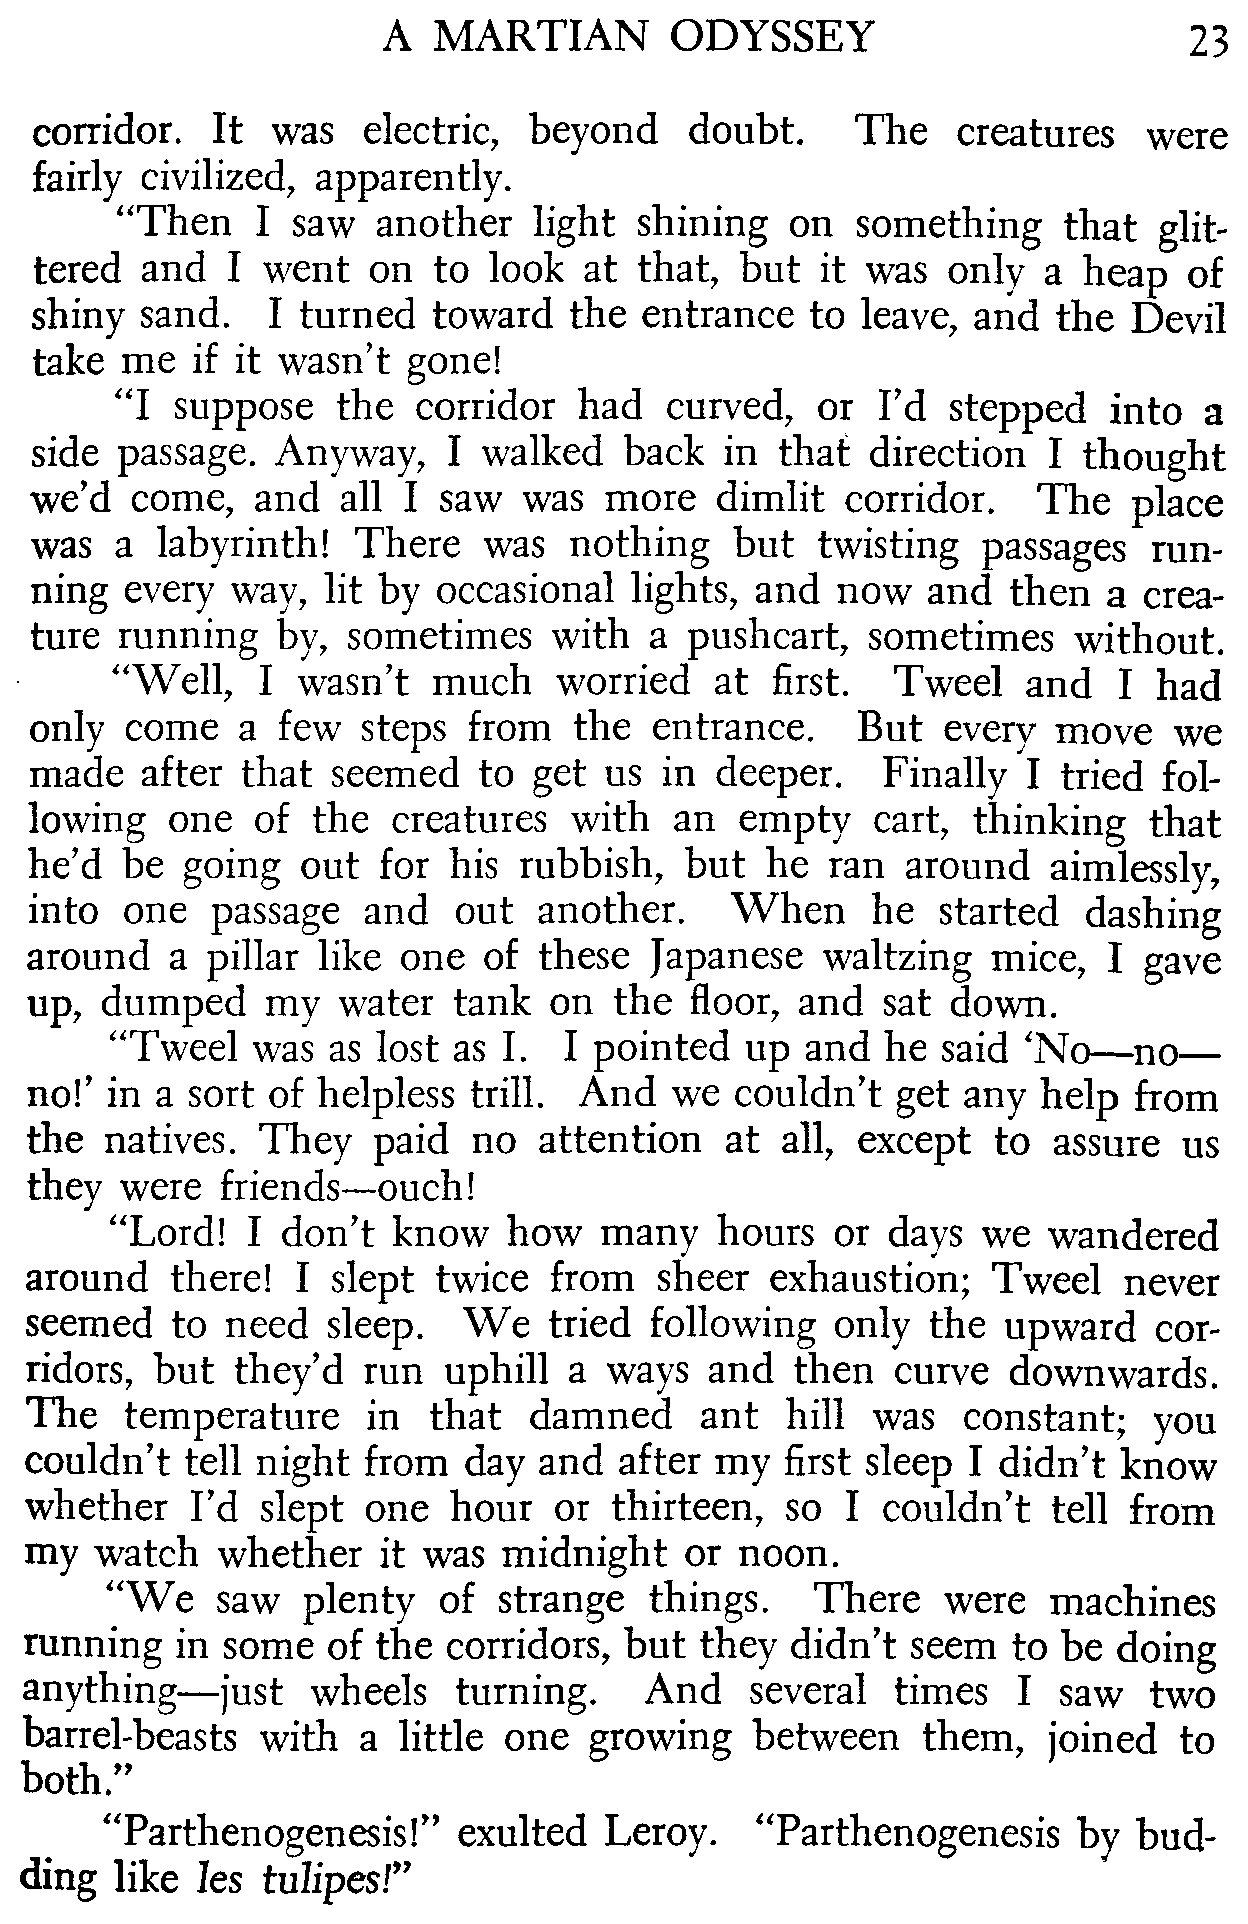 A MARTIAN ODYSSEY 23
corridor. It was electric, beyond doubt. The creatures were
fairly civilized, apparently.
“Then I saw another light shining on something that glit-
tered and I went on to look at that, but it was only a heap of
shiny sand. I turned toward the entrance to leave, and the Devil
take me if it wasn’t gone!
“I suppose the corridor had curved, or I’d stepped into a
side passage. Anyway, I walked back in that direction I thought
we’d come, and all I saw was more dimlit corridor. The place
was a labyrinth! There was nothing but twisting passages run-
ning every way, lit by occasional lights, and now and then a crea-
ture running by, sometimes with a pushcart, sometimes without.
“Well, I wasn’t much worried at first. Tweel and I had
only come a few steps from the entrance. But every move we
made after that seemed to get us in deeper. Finally I tried fol-
lowing one of the creatures with an empty cart, thinking that
he’d be going out for his rubbish, but he ran around aimlessly,
into one passage and out another. When he started dashing
around a pillar like one of these Japanese waltzing mice, I gave
up, dumped my water tank on the floor, and sat down.
“Tweel was as lost as I. I pointed up and he said ‘No—no—
no!’ in a sort of helpless trill. And we couldn’t get any help from
the natives. They paid no attention at all, except to assure us
they were friends—ouch!
“Lord! I don’t know how many hours or days we wandered
around there! I slept twice from sheer exhaustion; Tweel never
seemed to need sleep. We tried following only the upward cor-
ridors, but they’d run uphill a ways and then curve downwards.
The temperature in that damned ant hill was constant; you
couldn’t tell night from day and after my first sleep I didn’t know
whether I’d slept one hour or thirteen, so I couldn’t tell from
my watch whether it was midnight or noon.
“We saw plenty of strange things. There were machines
running in some of the corridors, but they didn’t seem to be doing
anything—just wheels turning. And several times I saw two
barrel-beasts with a little one growing between them, joined to
both.”
“Parthenogenesis!” exulted Leroy. “Parthenogenesis by bud-
ding like les tulipes!”